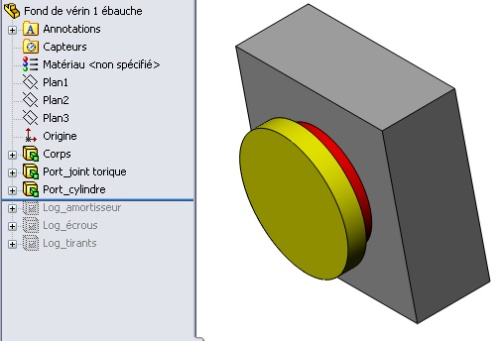 Fond de vérin 1 ébauche
Annotations
Capteurs
Matériau <non spécifié>
Plan1
Plan2
Plan3
Origine
Corps
Port_joint torique
Port_cylindre
Log_amortisseur
Log_écrous
Log_tirants